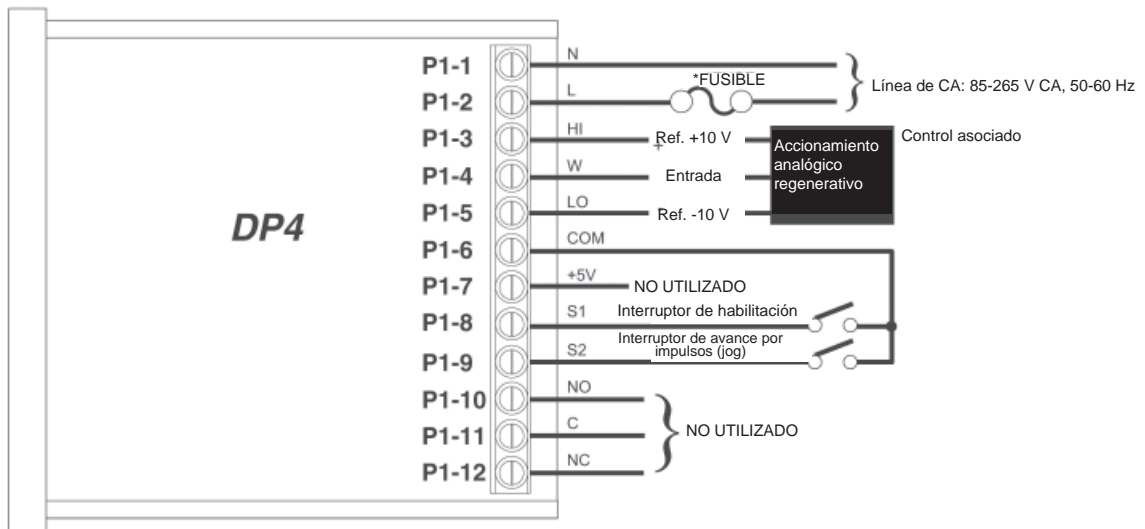 DP4
P1-1 N
*FUSIBLE
P1-2 L
Línea de CA: 85-265 V CA, 50-60 Hz
P1-3 HI Ref. +10 V
+
Accionamiento
analógico
regenerativo
Control asociado
P1-4 W Entrada
P1-5 LO Ref. -10 V
-
P1-6 COM
P1-7 +5V NO UTILIZADO
P1-8 S1 Interruptor de habilitación
P1-9 S2 Interruptor de avance por
impulsos (jog)
P1-10 NO
P1-11 C NO UTILIZADO
P1-12 NC